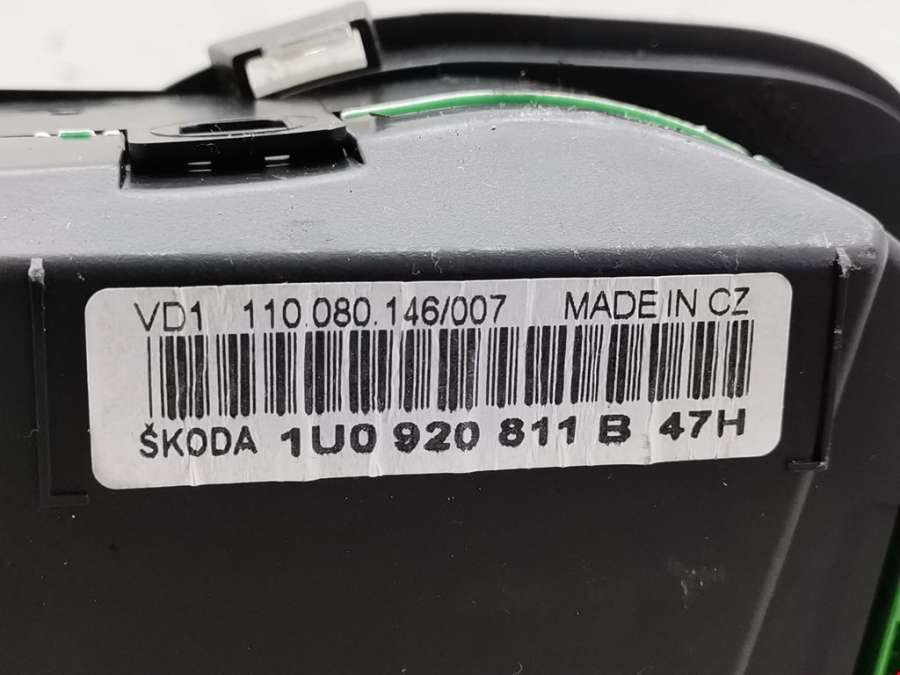 VD1 110.080.146/007 MADE IN CZ
ŠKODA 1U0 920 811 B 47H